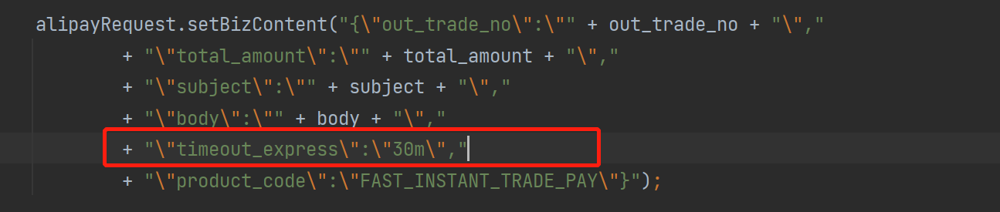 alipayRequest.setBizContent("{\"out_trade_no\":\"" + out_trade_no + "\","
+ "\"total_amount\":\"" + total_amount + "\","
+ "\"subject\":\"" + subject + "\","
+ "\"body\":\"" + body + "\","
+ "\"timeout_express\":\"30m\","
+ "\"product_code\":\"FAST_INSTANT_TRADE_PAY\"}");